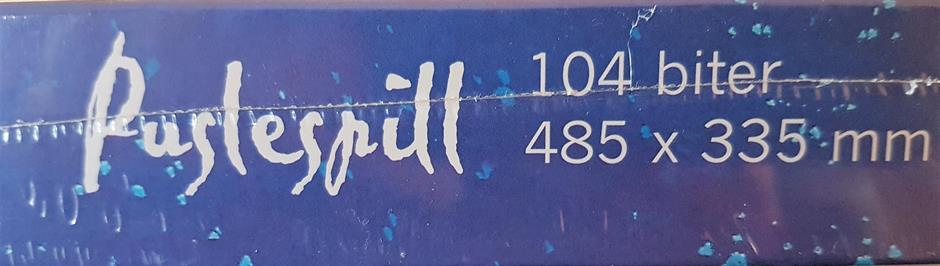 Puslespill
104 biter
485 x 335 mm